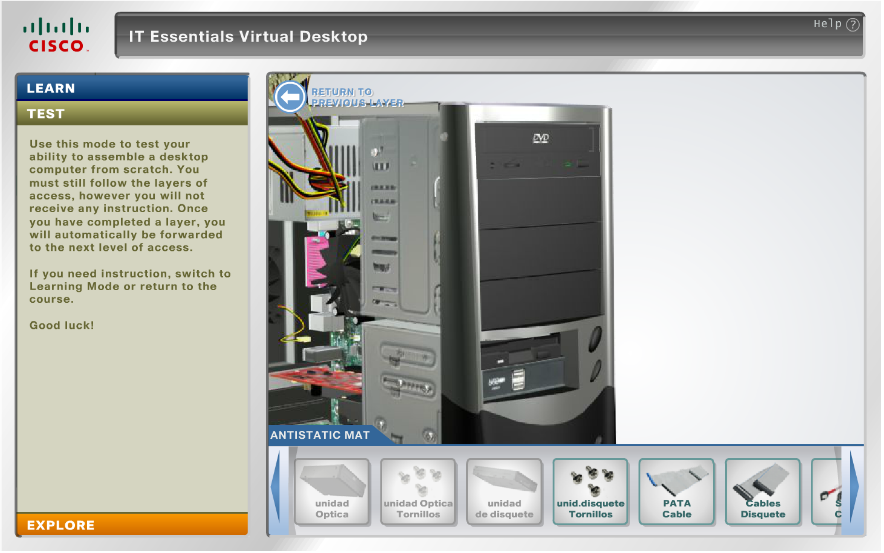 CISCO
IT Essentials Virtual Desktop
Help ?
LEARN
TEST
Use this mode to test your
ability to assemble a desktop
computer from scratch. You
must still follow the layers of
access, however you will not
receive any instruction. Once
you have completed a layer, you
will automatically be forwarded
to the next level of access.
If you need instruction, switch to
Learning Mode or return to the
course.
Good luck!
EXPLORE
RETURN TO
PREVIOUS LAYER
DVD
ANTISTATIC MAT
unidad
Optica
unidad Optica
Tornillos
unidad
de disquete
unid.disquete
Tornillos
PATA
Cable
Cables
Disquete